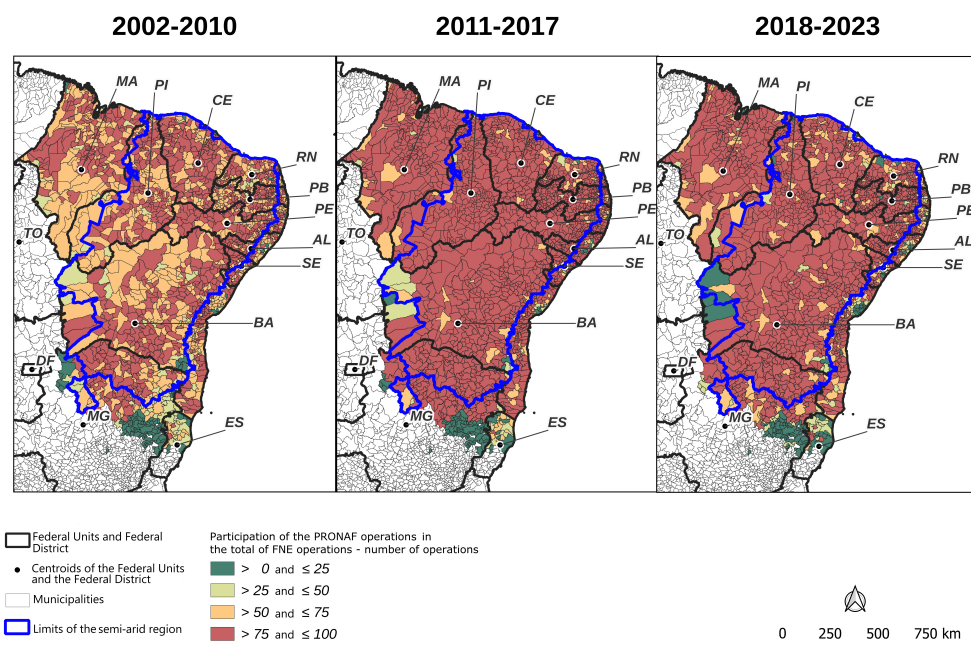 2002-2010
2011-2017
2018-2023
MA
PI
CE
RN
PB
PE
AL
SE
TO
BA
DF
MG
ES
MA
PI
CE
RN
PB
PE
AL
SE
TO
BA
DF
MG
ES
MA
PI
CE
RN
PB
PE
AL
SE
TO
BA
DF
MG
ES
Federal Units and Federal
District
Centroids of the Federal Units
and the Federal District
Municipalities
Limits of the semi-arid region
Participation of the PRONAF operations in
the total of FNE operations - number of operations
> 0 and ≤ 25
> 25 and ≤ 50
> 50 and ≤ 75
> 75 and ≤ 100
0 250 500 750 km